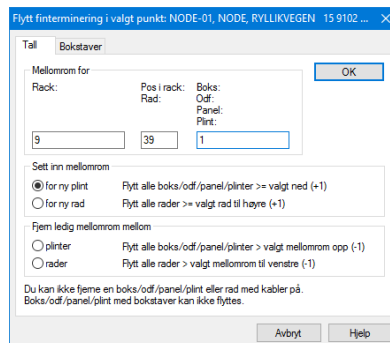 Flytt finterminering i valgt punkt: NODE-01, NODE, RYLLIKVEGEN 15 9102 ...
Tall
Bokstaver
Mellomrom for
Rack:
Pos i rack:
Rad:
Boks:
Odf:
Panel:
Plint:
9
39
1
OK
Sett inn mellomrom
for ny plint
Flytt alle boks/odf/panel/plinter >= valgt ned (+1)
for ny rad
Flytt alle rader >= valgt rad til høyre (+1)
Fjern ledig mellomrom mellom
plinter
Flytt alle boks/odf/panel/plinter > valgt mellomrom opp (-1)
rader
Flytt alle rader > valgt mellomrom til venstre (-1)
Du kan ikke fjerne en boks/odf/panel/plint eller rad med kabler på.
Boks/odf/panel/plint med bokstaver kan ikke flyttes.
Avbryt
Hjelp